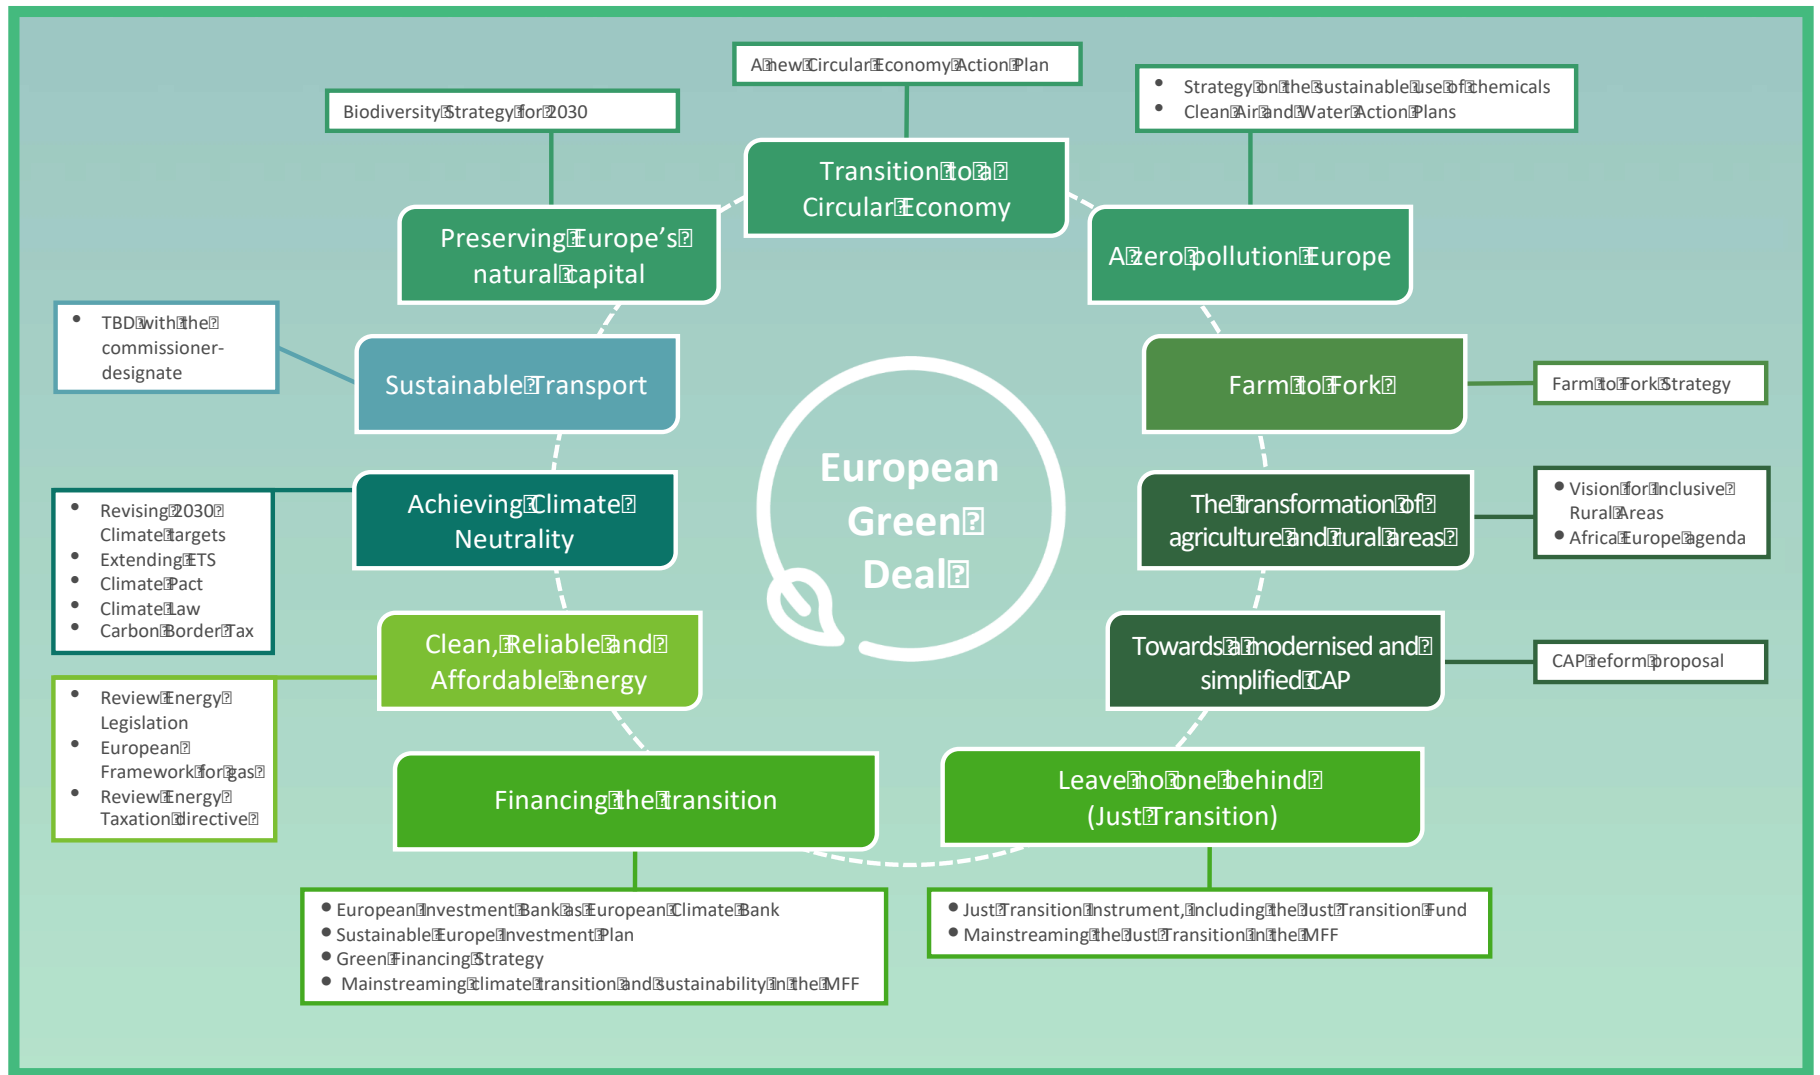 A new Circular Economy Action Plan
Biodiversity Strategy for 2030
• Strategy on the sustainable use of chemicals
• Clean Air and Water Action Plans
Transition to a
Circular Economy
Preserving Europe's
natural capital
A zero pollution Europe
• TBD with the
commissioner-
designate
Sustainable Transport
Farm to Fork
Farm to Fork Strategy
European
Green
Deal
• Revising 2030
Climate targets
• Extending ETS
• Climate Pact
• Climate Law
• Carbon Border Tax
Achieving Climate
Neutrality
The transformation of
agriculture and rural areas
• Vision for Inclusive
Rural Areas
• Africa Europe agenda
Clean, Reliable and
Affordable energy
Towards a modernised and
simplified CAP
CAP reform proposal
• Review Energy
Legislation
• European
Framework for gas
• Review Energy
Taxation directive
Financing the transition
Leave no one behind
(Just Transition)
• European Investment Bank as European Climate Bank
• Sustainable Europe Investment Plan
• Green Financing Strategy
• Mainstreaming climate transition and sustainability in the MFF
• Just Transition Instrument, including the Just Transition Fund
• Mainstreaming the Just Transition in the MFF